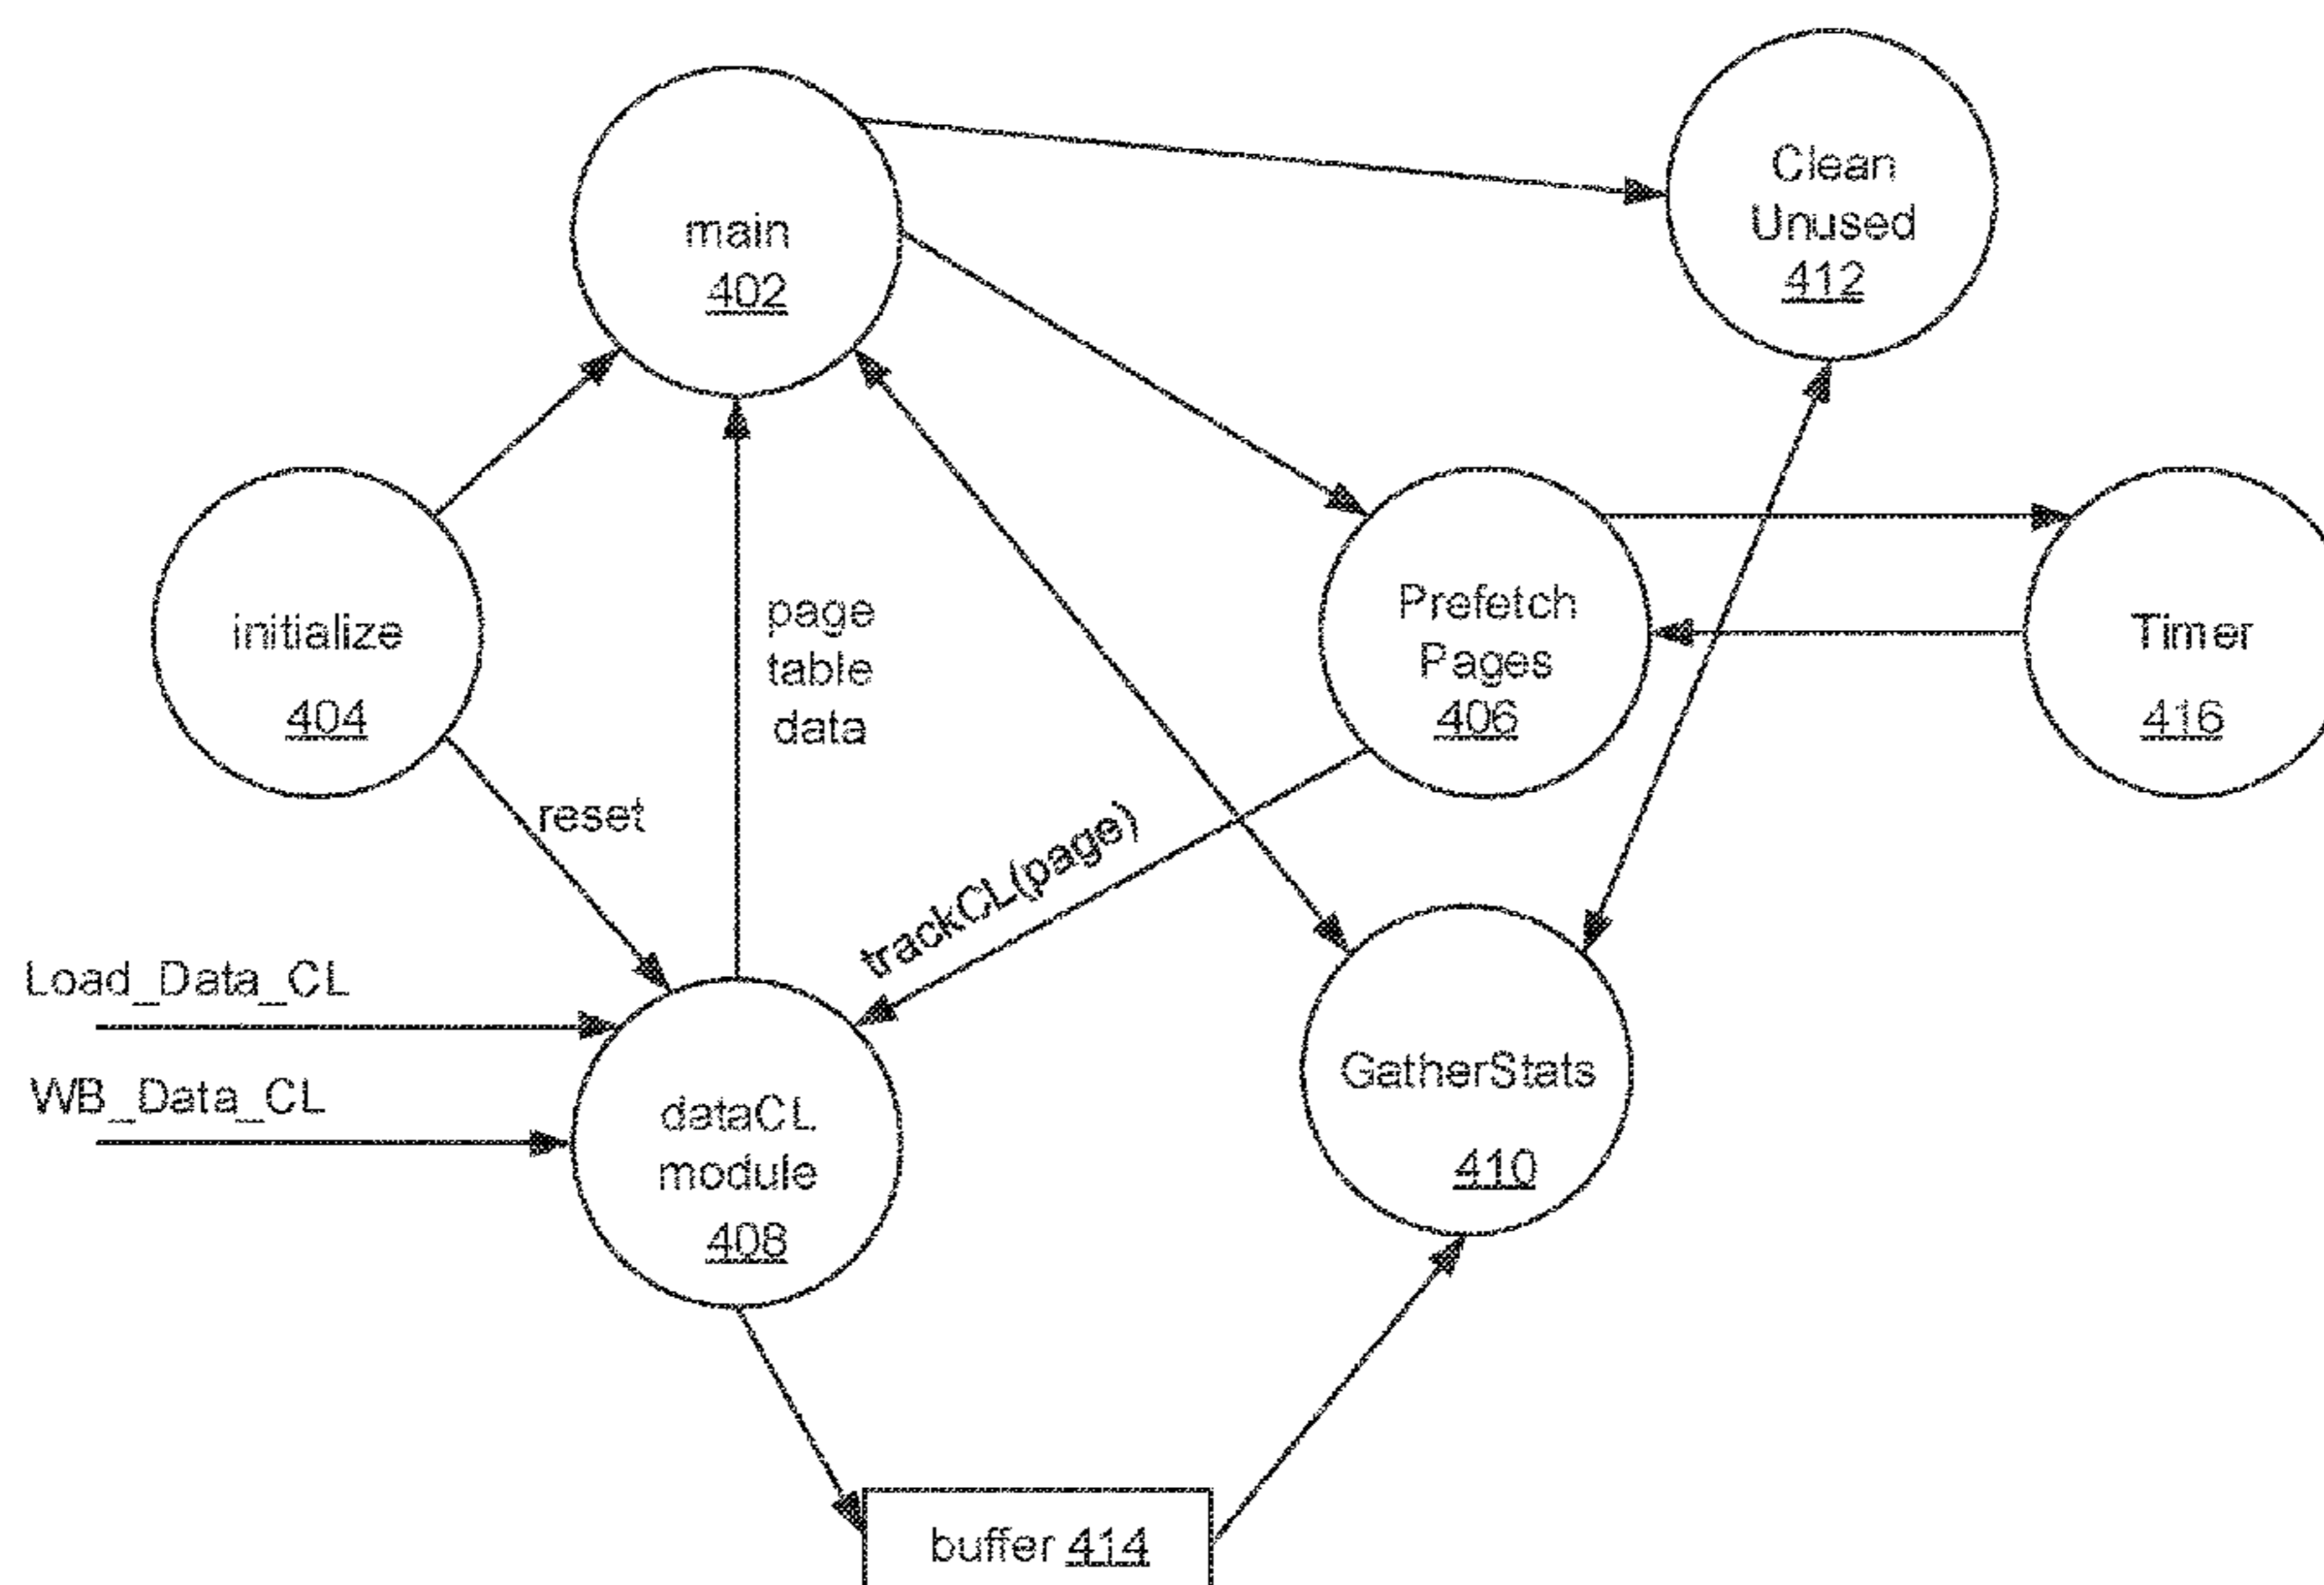 Clean
Unused
412
main
402
page
table
data
Prefetch
Pages
406
Timer
416
initialize
404
reset
trackCL(page)
Load_Data_CL
WB_Data_CL
dataCL
module
408
GatherStats
410
buffer 414